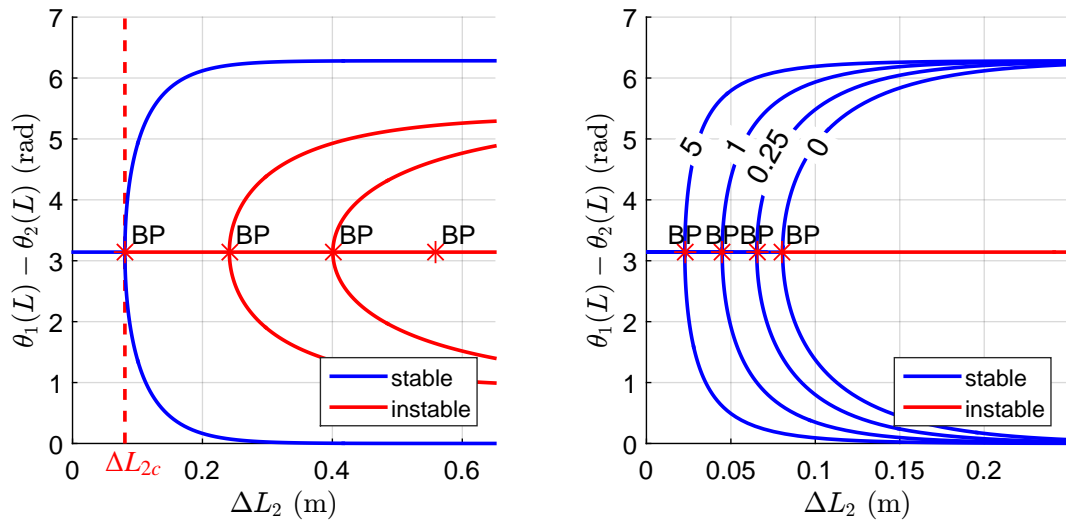 7
6
5
4
3
2
1
0
θ₁(L) − θ₂(L) (rad)
BP
BP
BP
BP
stable
instable
0
0.2
0.4
0.6
ΔL₂c
ΔL₂ (m)
7
6
5
4
3
2
1
0
θ₁(L) − θ₂(L) (rad)
5
1
0.25
0
BP
BP
BP
BP
stable
instable
0
0.05
0.1
0.15
0.2
ΔL₂ (m)